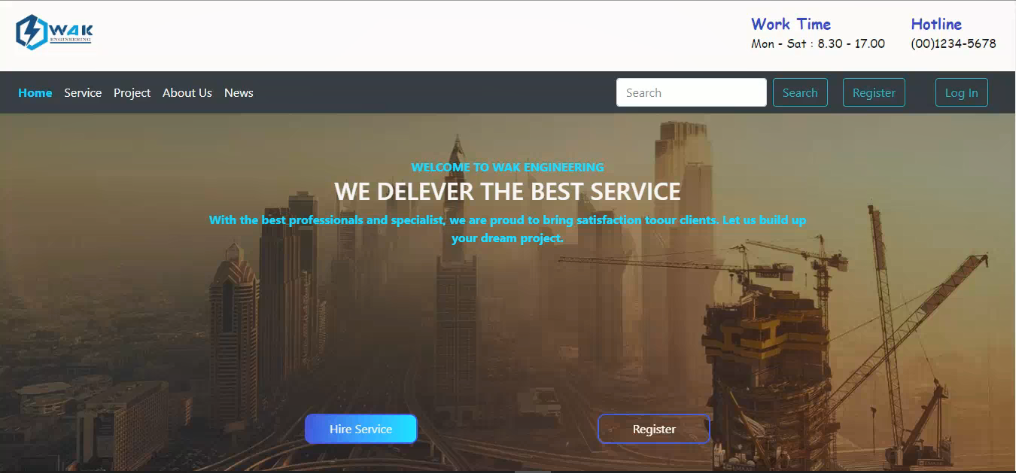 WAK
ENGINEERING
Work Time
Mon - Sat : 8.30 - 17.00
Hotline
(00)1234-5678
Home
Service
Project
About Us
News
Search
Search
Register
Log In
WELCOME TO WAK ENGINEERING
WE DELEVER THE BEST SERVICE
With the best professionals and specialist, we are proud to bring satisfaction toour clients. Let us build up
your dream project.
Hire Service
Register